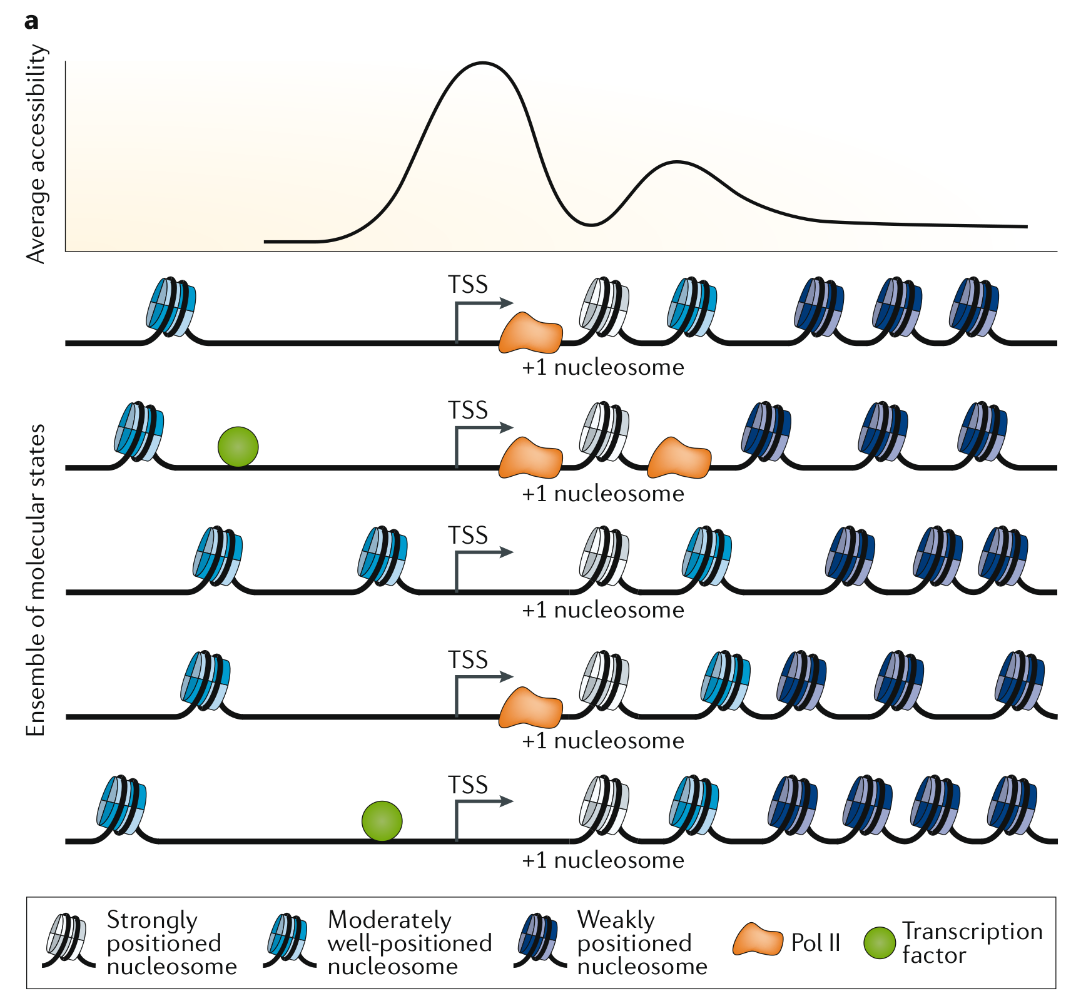 a
Average accessibility
TSS
+1 nucleosome
TSS
+1 nucleosome
Ensemble of molecular states
TSS
+1 nucleosome
TSS
+1 nucleosome
TSS
+1 nucleosome
Strongly
positioned
nucleosome
Moderately
well-positioned
nucleosome
Weakly
positioned
nucleosome
Pol II
Transcription
factor